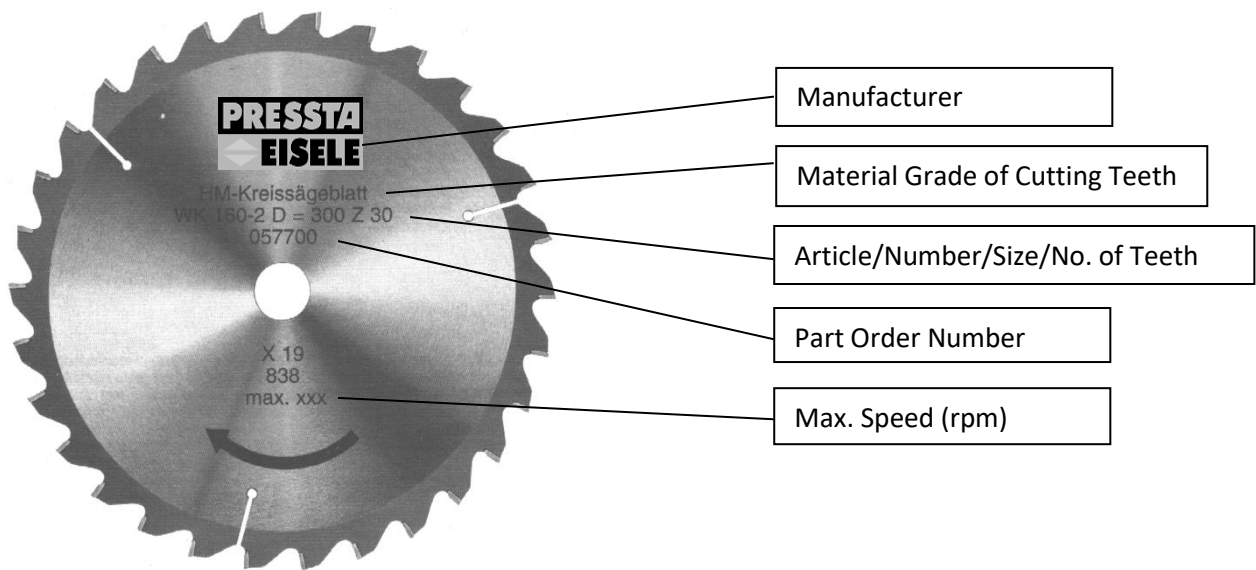 PRESSTA
EISELE
HM-Kreissägeblatt
WK 160-2 D = 300 Z 30
057700
X 19
838
max. xxx
Manufacturer
Material Grade of Cutting Teeth
Article/Number/Size/No. of Teeth
Part Order Number
Max. Speed (rpm)